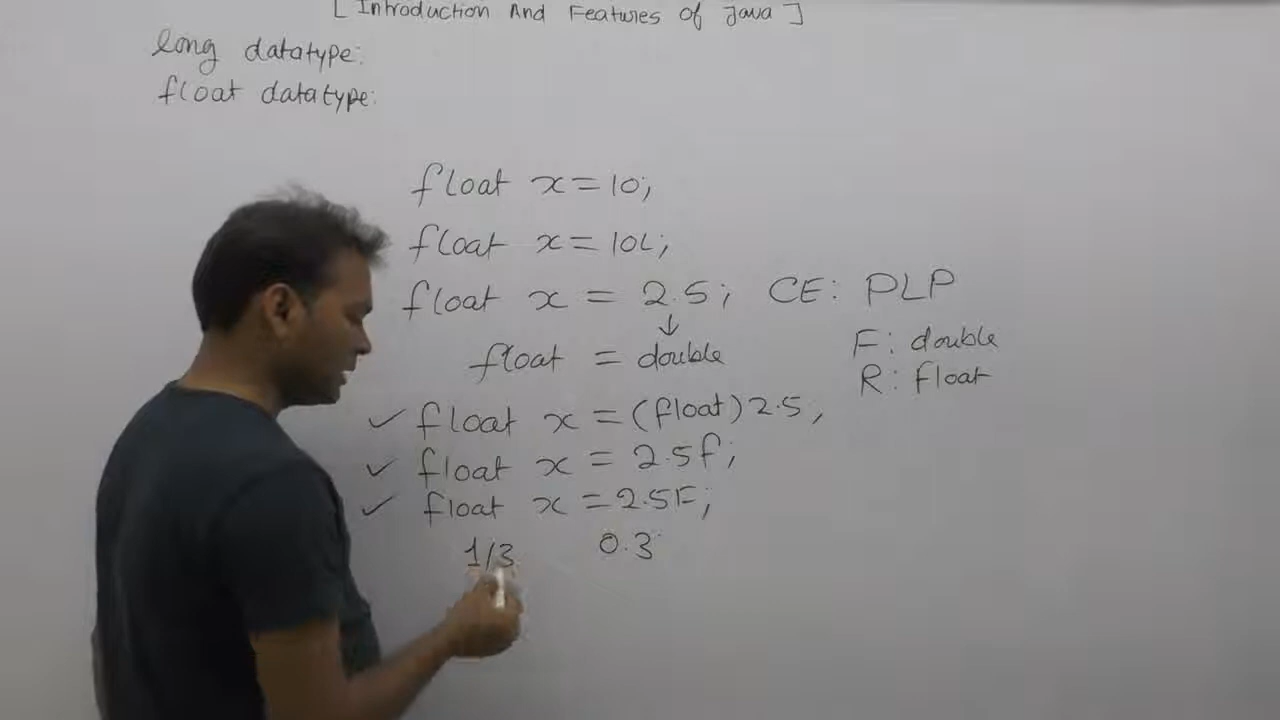 [ Introduction And Features of Java ]
long datatype:
float datatype:
float x = 10;
float x = 10L;
float x = 2.5; CE: PLP
↓
float = double
F: double
R: float
✓ float x = (float) 2.5,
✓ float x = 2.5f;
✓ float x = 2.5F;
1/3 0.3